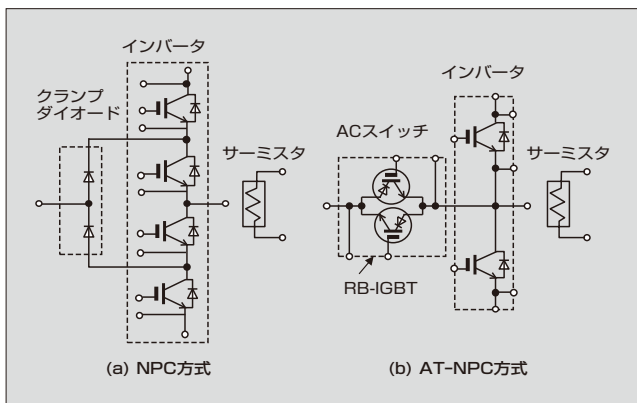 インバータ
クランプ
ダイオード
サーミスタ
(a) NPC方式
インバータ
ACスイッチ
サーミスタ
RB-IGBT
(b) AT-NPC方式